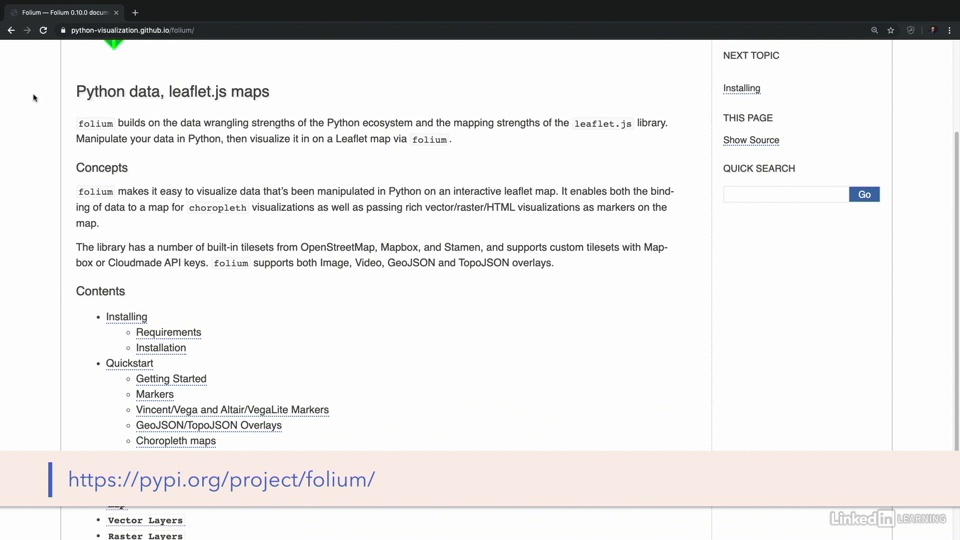 Folium — Folium 0.10.0 docum
python-visualization.github.io/folium/
Python data, leaflet.js maps
folium builds on the data wrangling strengths of the Python ecosystem and the mapping strengths of the leaflet.js library.
Manipulate your data in Python, then visualize it in on a Leaflet map via folium.
Concepts
folium makes it easy to visualize data that's been manipulated in Python on an interactive leaflet map. It enables both the bind-
ing of data to a map for choropleth visualizations as well as passing rich vector/raster/HTML visualizations as markers on the
map.
The library has a number of built-in tilesets from OpenStreetMap, Mapbox, and Stamen, and supports custom tilesets with Map-
box or Cloudmade API keys. folium supports both Image, Video, GeoJSON and TopoJSON overlays.
Contents
Installing
Requirements
Installation
Quickstart
Getting Started
Markers
Vincent/Vega and Altair/VegaLite Markers
GeoJSON/TopoJSON Overlays
Choropleth maps
https://pypi.org/project/folium/
Vector Layers
Raster Layers
NEXT TOPIC
Installing
THIS PAGE
Show Source
QUICK SEARCH
Go
LinkedIn LEARNING